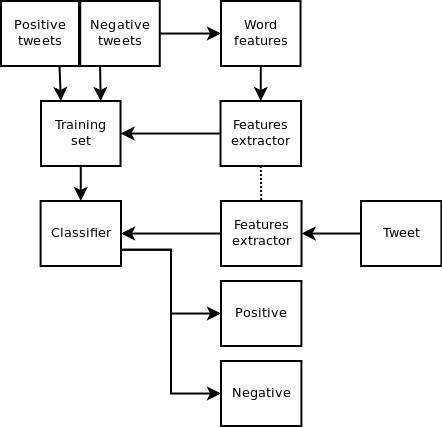 Positive
tweets
Negative
tweets
Word
features
Training
set
Features
extractor
Classifier
Features
extractor
Tweet
Positive
Negative